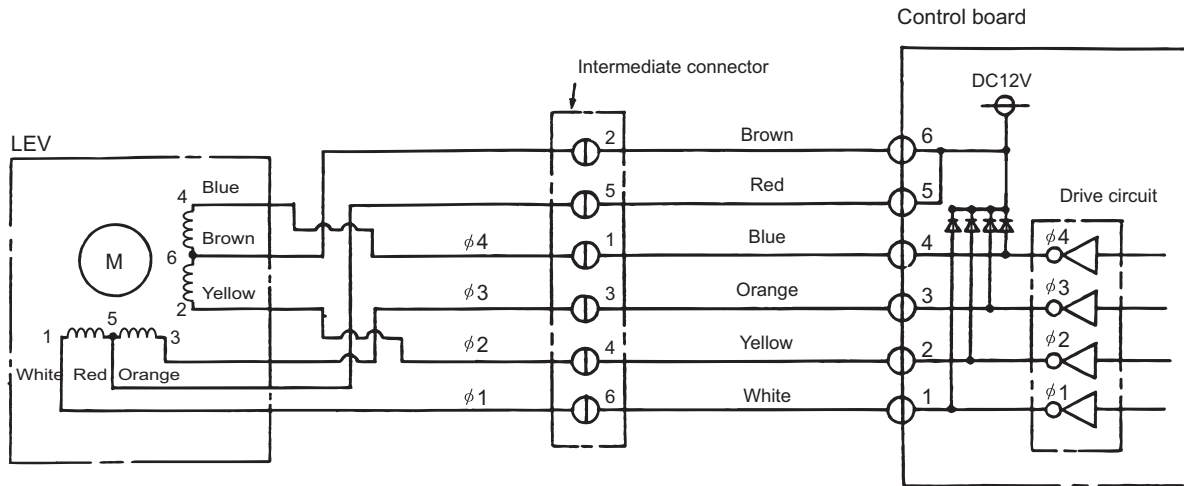 Control board
Intermediate connector
DC12V
LEV
2 Brown 6
4 Blue
5 Red 5
Drive circuit
Brown
φ4 1 Blue 4 φ4
6
M
Yellow
φ3 3 Orange 3 φ3
2
1 5 3
φ2 4 Yellow 2 φ2
White Red Orange
φ1 6 White 1 φ1